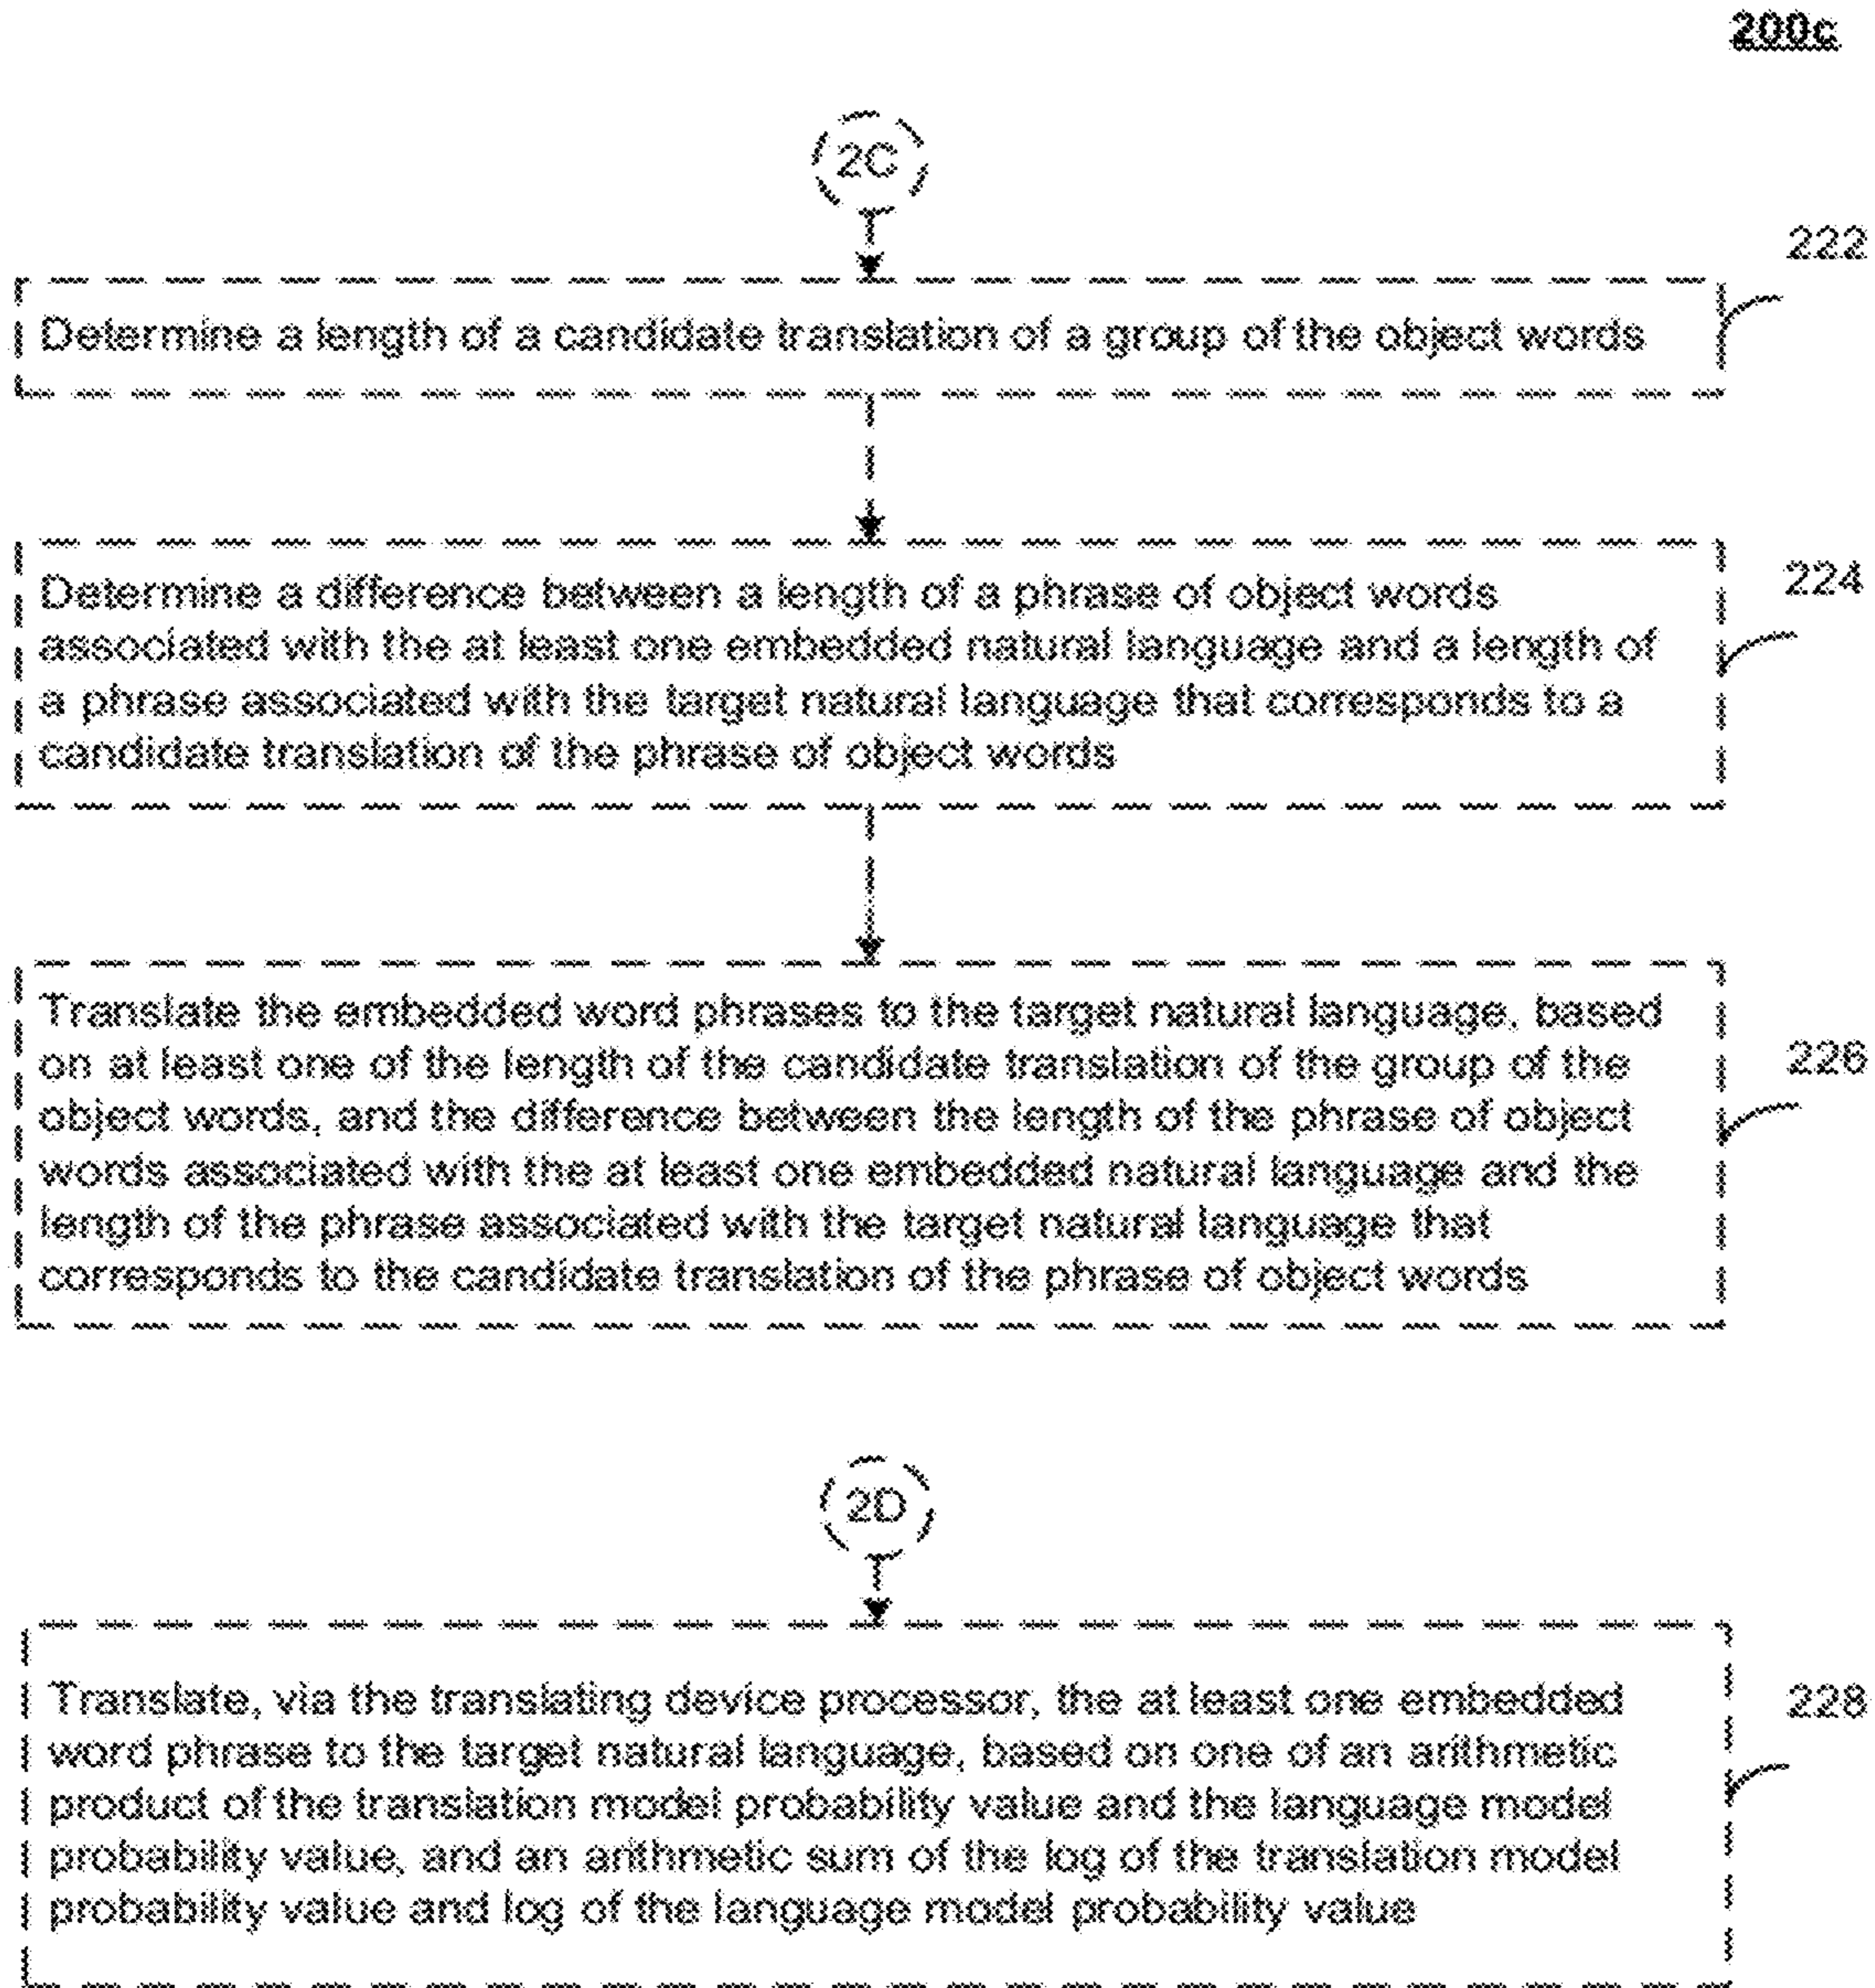 200c
2C
222
Determine a length of a candidate translation of a group of the object words
224
Determine a difference between a length of a phrase of object words
associated with the at least one embedded natural language and a length of
a phrase associated with the target natural language that corresponds to a
candidate translation of the phrase of object words
226
Translate the embedded word phrases to the target natural language, based
on at least one of the length of the candidate translation of the group of the
object words, and the difference between the length of the phrase of object
words associated with the at least one embedded natural language and the
length of the phrase associated with the target natural language that
corresponds to the candidate translation of the phrase of object words
2D
228
Translate, via the translating device processor, the at least one embedded
word phrase to the target natural language, based on one of an arithmetic
product of the translation model probability value and the language model
probability value, and an arithmetic sum of the log of the translation model
probability value and log of the language model probability value